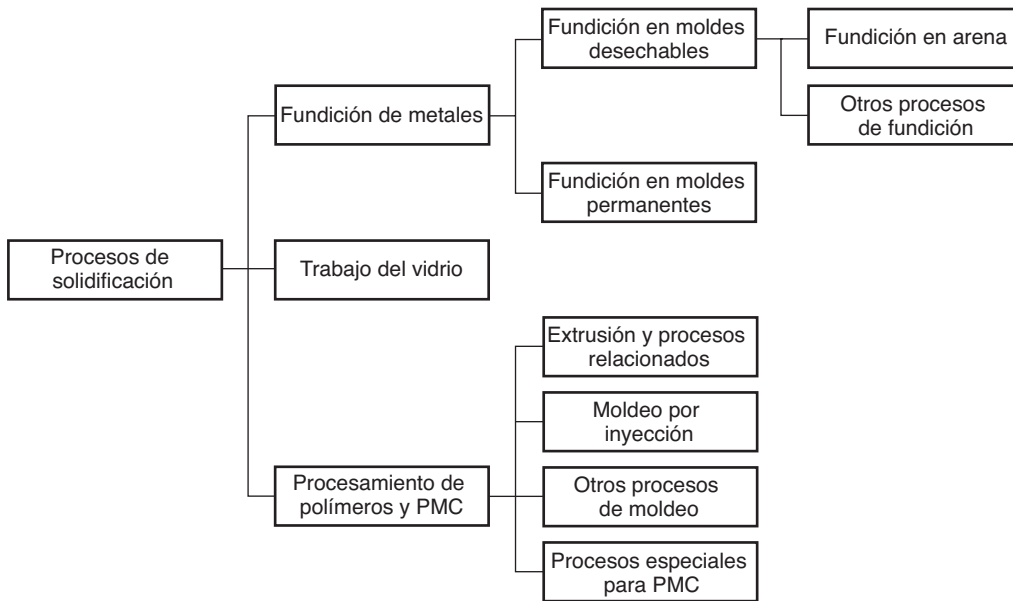 Procesos de
solidificación
Fundición de metales
Fundición en moldes
desechables
Fundición en arena
Otros procesos
de fundición
Fundición en moldes
permanentes
Trabajo del vidrio
Procesamiento de
polímeros y PMC
Extrusión y procesos
relacionados
Moldeo por
inyección
Otros procesos
de moldeo
Procesos especiales
para PMC